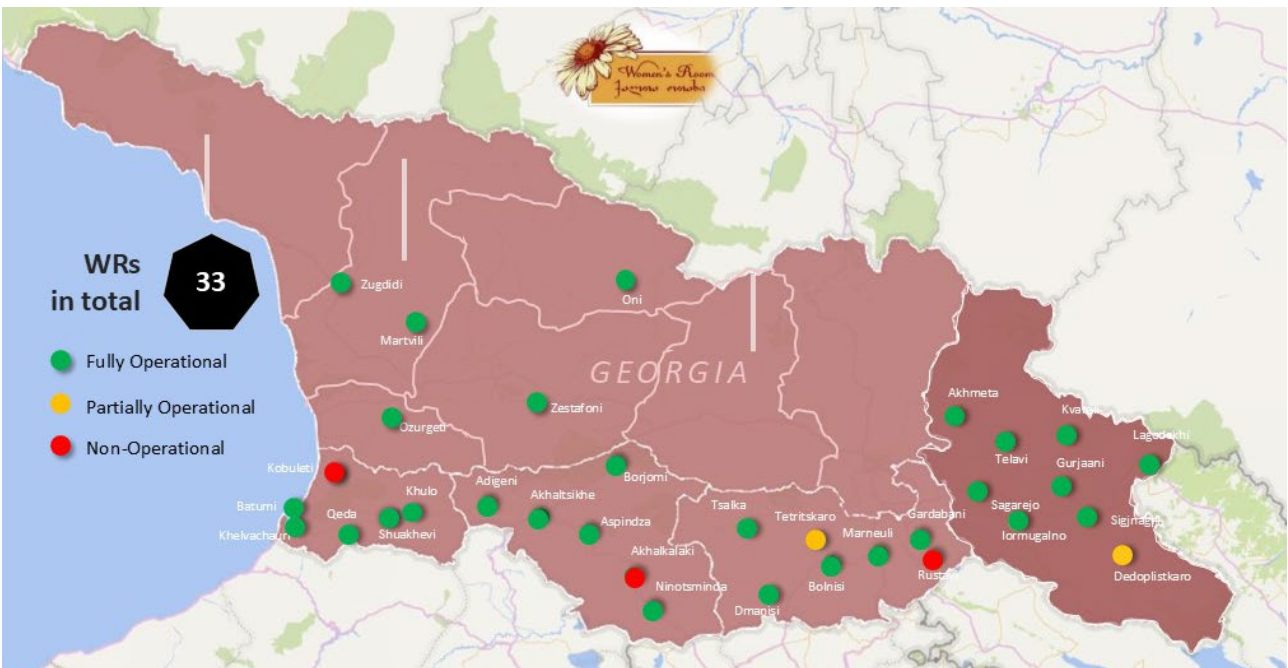 Women's Room
WRs
in total
33
Fully Operational
Partially Operational
Non-Operational
GEORGIA
Zugdidi
Martvili
Oni
Zestafoni
Ozurgeti
Kobuleti
Batumi
Khelvachauri
Qeda
Khulo
Shuakhevi
Adigeni
Akhaltsikhe
Borjomi
Aspindza
Akhalkalaki
Ninotsminda
Tsalka
Tetritskaro
Marneuli
Gardabani
Bolnisi
Dmanisi
Akhmeta
Telavi
Lagodekhi
Gurjaani
Sagarejo
Iormugalno
Dedoplistkaro